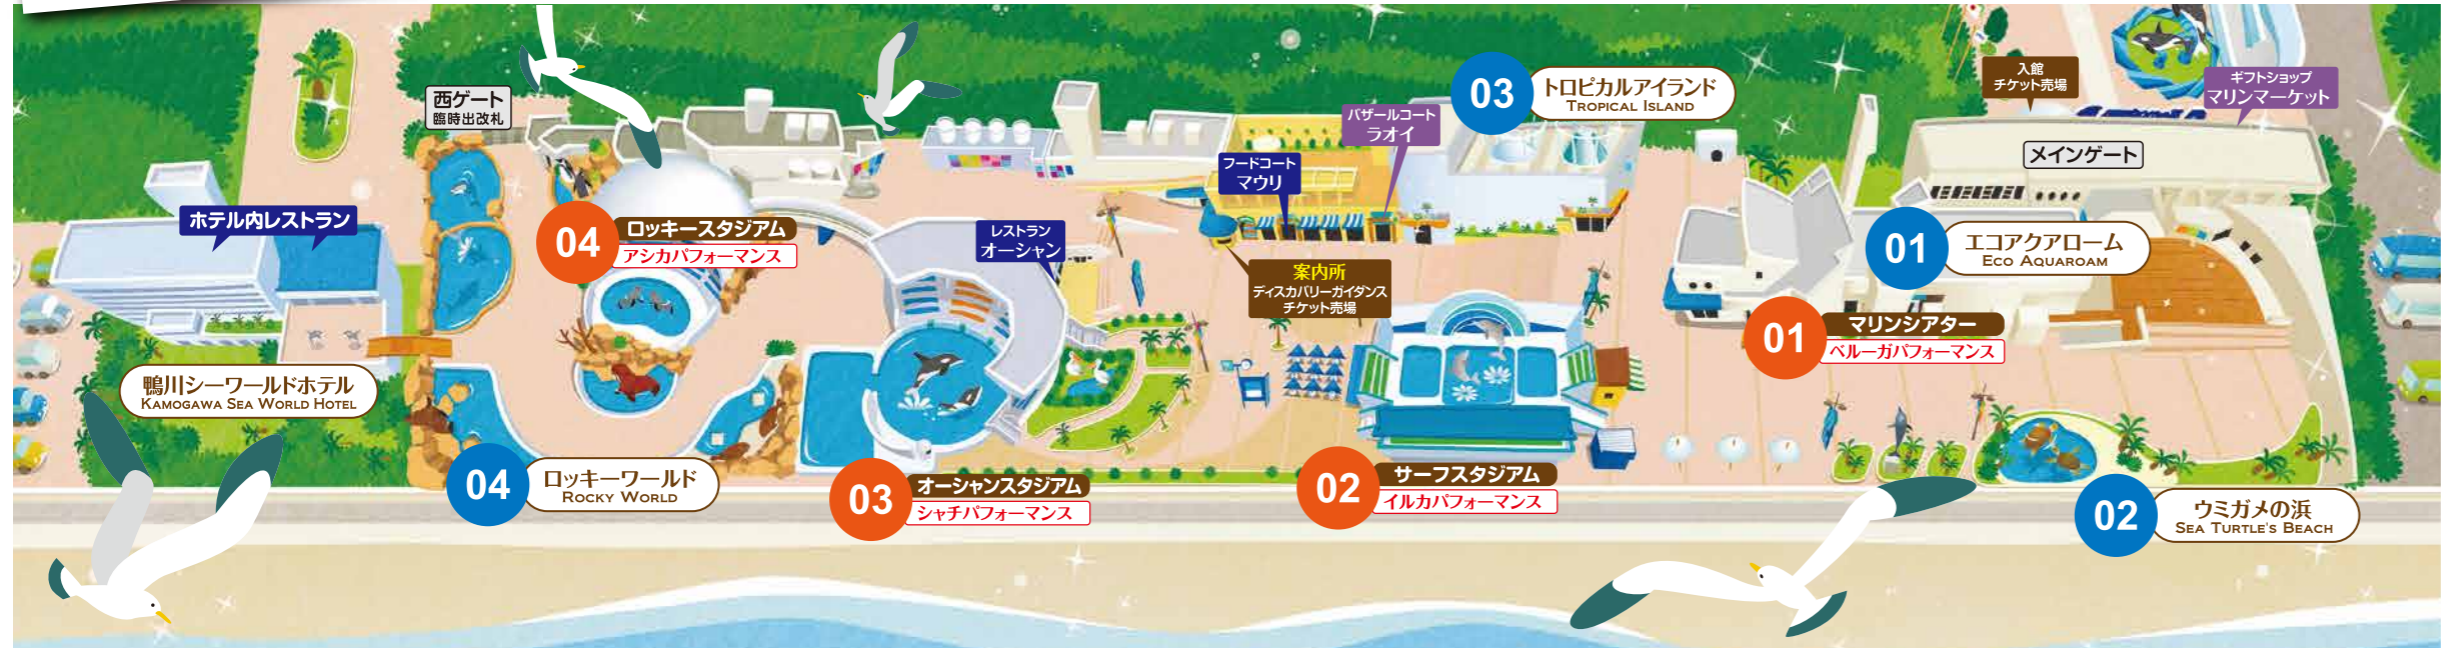 西ゲート
臨時出改札
ホテル内レストラン
鴨川シーワールドホテル
KAMOGAWA SEA WORLD HOTEL
04
ロッキースタジアム
アシカパフォーマンス
04
ロッキーワールド
ROCKY WORLD
レストラン
オーシャン
03
オーシャンスタジアム
シャチパフォーマンス
フードコート
マウリ
バザールコート
ラオイ
03
トロピカルアイランド
TROPICAL ISLAND
案内所
ディスカバリーガイダンス
チケット売場
02
サーフスタジアム
イルカパフォーマンス
入館
チケット売場
ギフトショップ
マリンマーケット
メインゲート
01
エコアクアローム
ECO AQUAROAM
01
マリンシアター
ベルーガパフォーマンス
02
ウミガメの浜
SEA TURTLE'S BEACH